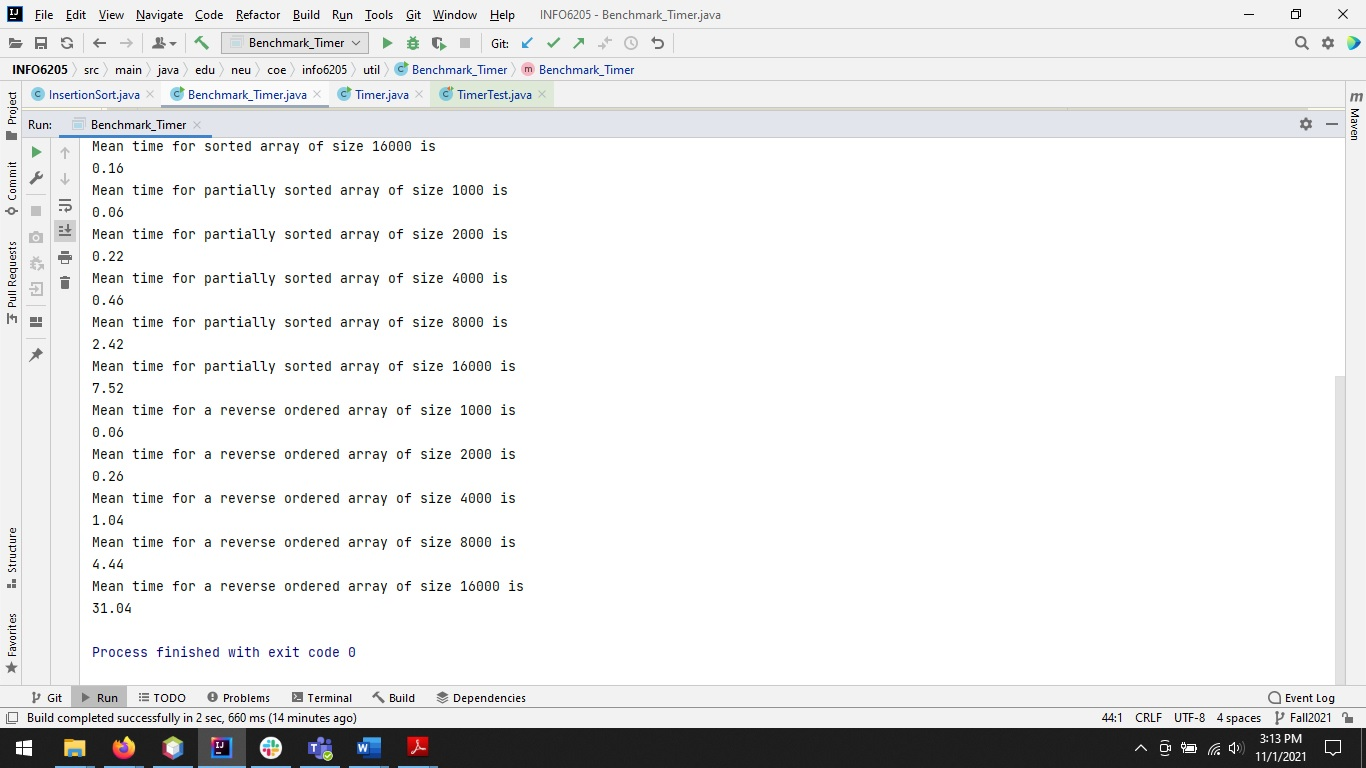 File Edit View Navigate Code Refactor Build Run Tools Git Window Help INFO6205 - Benchmark_Timer.java
Benchmark_Timer Git:
INFO6205 src main java edu neu coe info6205 util Benchmark_Timer Benchmark_Timer
InsertionSort.java Benchmark_Timer.java Timer.java TimerTest.java
Run: Benchmark_Timer
Project
Commit
Pull Requests
Structure
Favorites
Maven
Mean time for sorted array of size 16000 is
0.16
Mean time for partially sorted array of size 1000 is
0.06
Mean time for partially sorted array of size 2000 is
0.22
Mean time for partially sorted array of size 4000 is
0.46
Mean time for partially sorted array of size 8000 is
2.42
Mean time for partially sorted array of size 16000 is
7.52
Mean time for a reverse ordered array of size 1000 is
0.06
Mean time for a reverse ordered array of size 2000 is
0.26
Mean time for a reverse ordered array of size 4000 is
1.04
Mean time for a reverse ordered array of size 8000 is
4.44
Mean time for a reverse ordered array of size 16000 is
31.04
Process finished with exit code 0
Git Run TODO Problems Terminal Build Dependencies Event Log
Build completed successfully in 2 sec, 660 ms (14 minutes ago) 44:1 CRLF UTF-8 4 spaces Fall2021
3:13 PM
11/1/2021